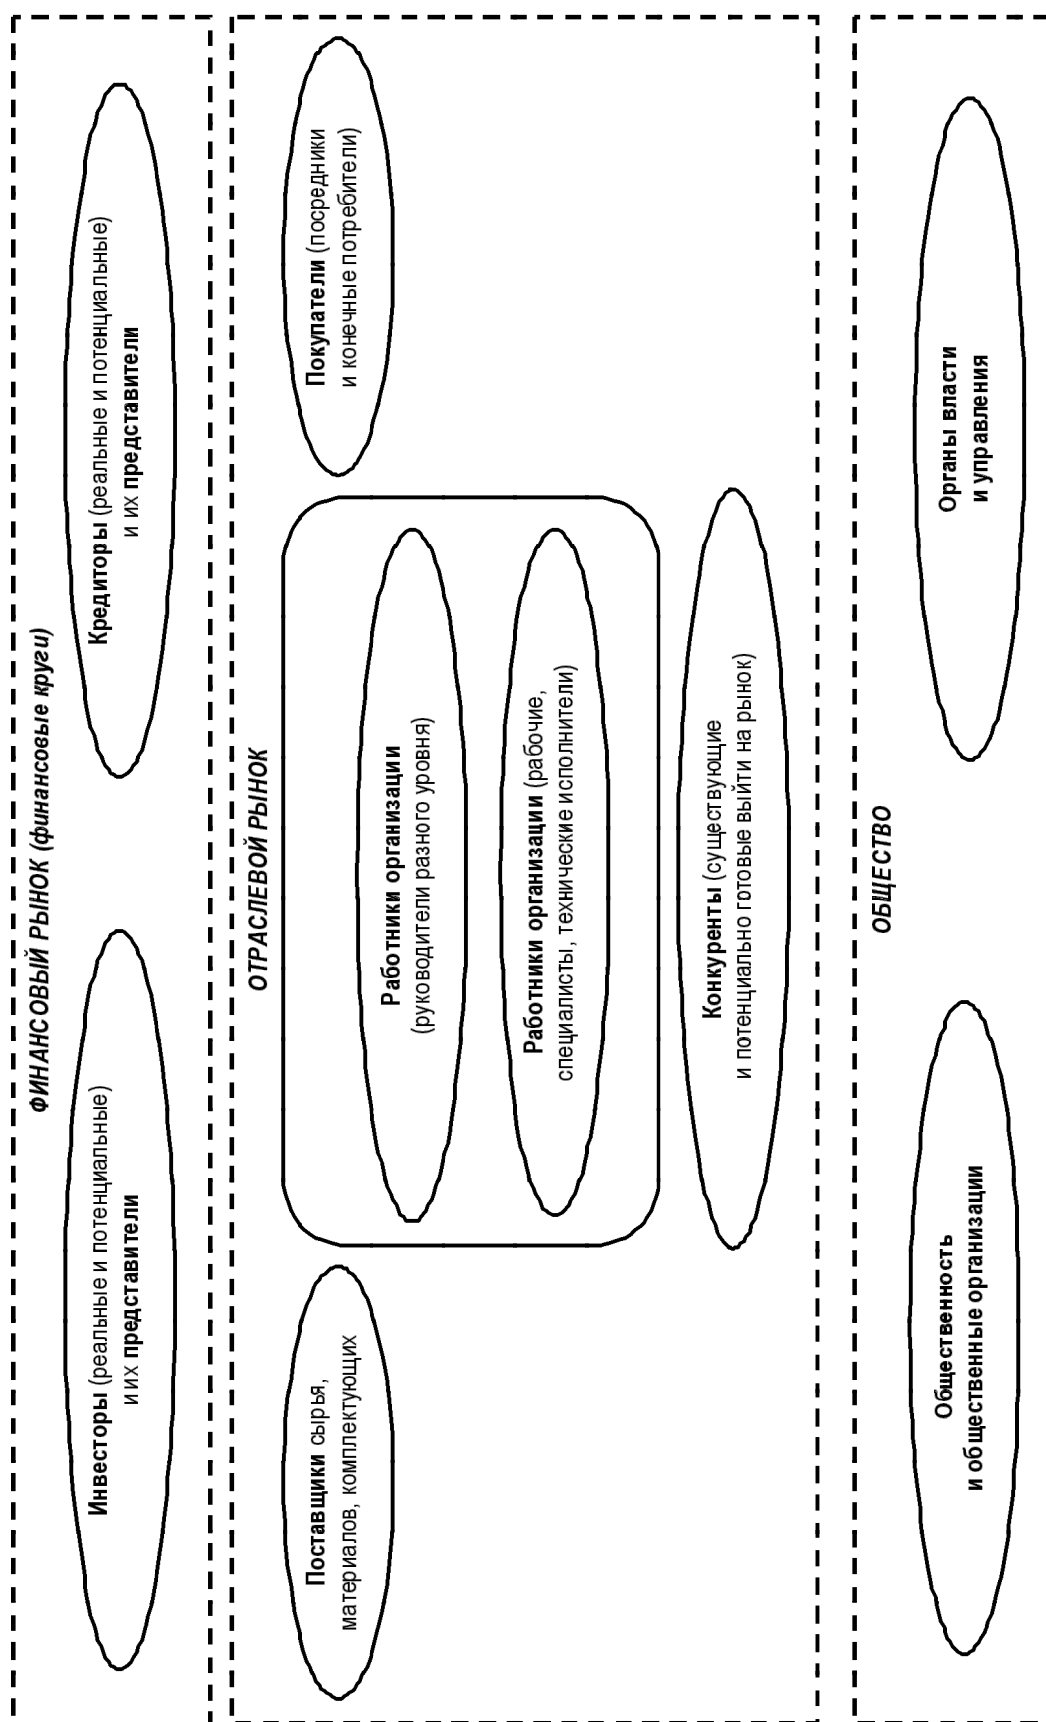 ФИНАНСОВЫЙ РЫНОК (финансовые круги)
Инвесторы (реальные и потенциальные)
и их представители
Кредиторы (реальные и потенциальные)
и их представители
ОТРАСЛЕВОЙ РЫНОК
Поставщики сырья,
материалов, комплектующих
Работники организации
(руководители разного уровня)
Работники организации (рабочие,
специалисты, технические исполнители)
Покупатели (посредники
и конечные потребители)
Конкуренты (существующие
и потенциально готовые выйти на рынок)
ОБЩЕСТВО
Общественность
и общественные организации
Органы власти
и управления